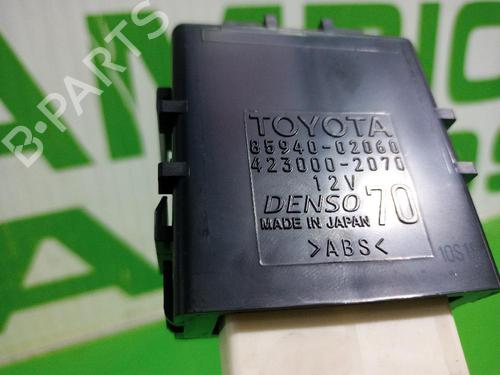 TOYOTA
85940-02060
423000-2070
12V
DENSO 70
MADE IN JAPAN
>ABS<
B-Parts